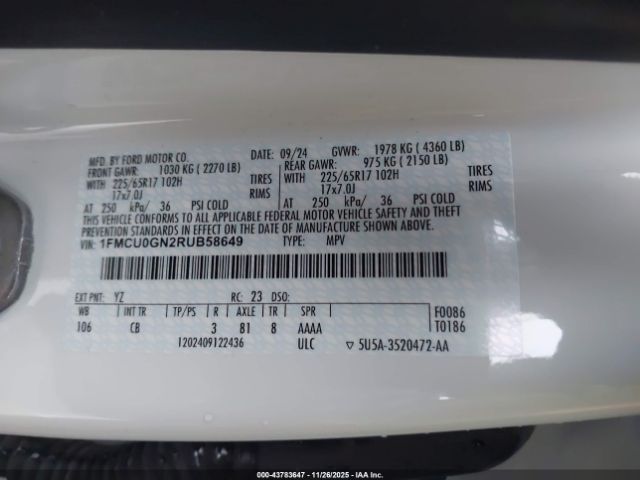 MFD. BY FORD MOTOR CO.
DATE: 09/24 GVWR: 1978 KG ( 4360 LB)
FRONT GAWR: 1030 KG ( 2270 LB) REAR GAWR: 975 KG ( 2150 LB)
WITH 225/65R17 102H TIRES WITH 225/65R17 102H TIRES
17x7.0J RIMS 17x7.0J RIMS
AT 250 kPa/ 36 PSI COLD AT 250 kPa/ 36 PSI COLD
THIS VEHICLE CONFORMS TO ALL APPLICABLE FEDERAL MOTOR VEHICLE SAFETY AND THEFT
PREVENTION STANDARDS IN EFFECT ON THE DATE OF MANUFACTURE SHOWN ABOVE.
VIN: 1FMCU0GN2RUB58649 TYPE: MPV
EXT PNT: YZ RC: 23 DSO:
WB INT TR TP/PS R AXLE TR SPR F0086
106 CB 3 81 8 AAAA T0186
1202409122436 ULC ▽ 5U5A-3520472-AA
000-43783647 - 11/26/2025 - IAA Inc.